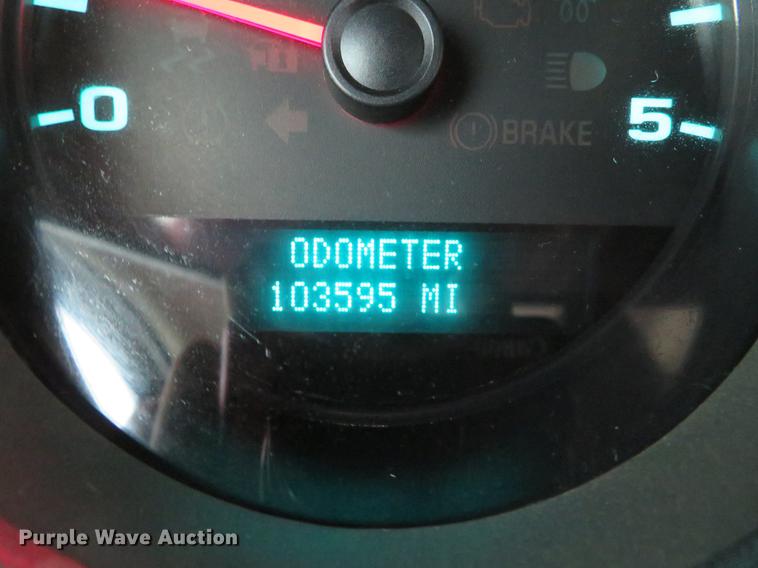 0
BRAKE
5
ODOMETER
103595 MI
Purple Wave Auction